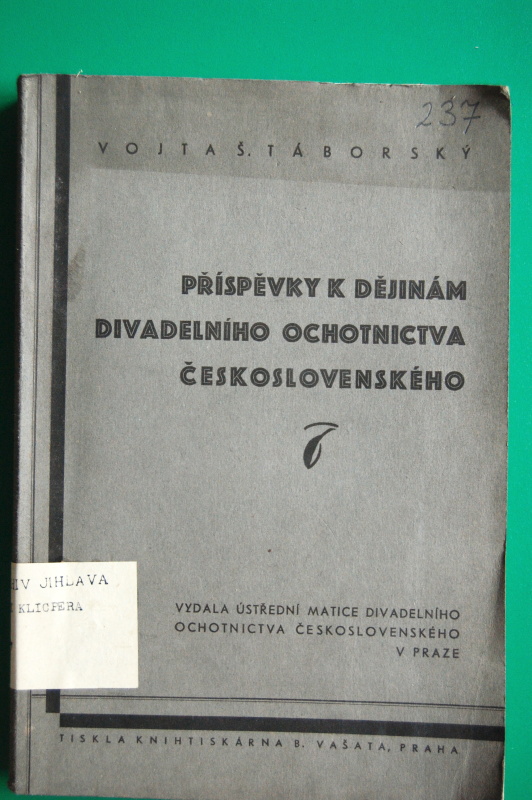 237
VOJTA Š. TÁBORSKÝ
PŘÍSPĚVKY K DĚJINÁM
DIVADELNÍHO OCHOTNICTVA
ČESKOSLOVENSKÉHO
HIV JIHLAVA
KLICPERA
VYDALA ÚSTŘEDNÍ MATICE DIVADELNÍHO
OCHOTNICTVA ČESKOSLOVENSKÉHO
V PRAZE
TISKLA KNIHTISKÁRNA B. VAŠATA, PRAHA